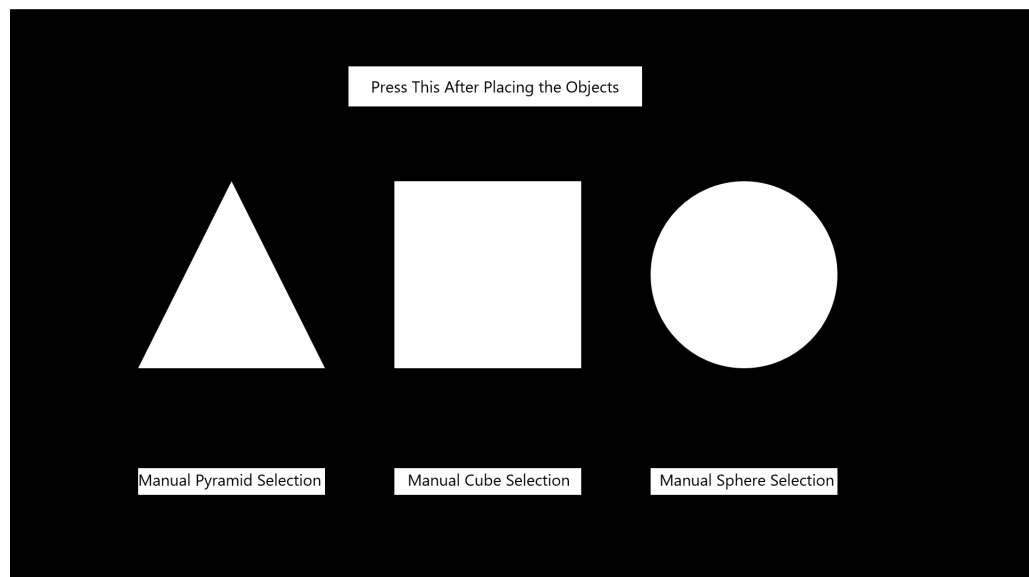 Press This After Placing the Objects
Manual Pyramid Selection
Manual Cube Selection
Manual Sphere Selection